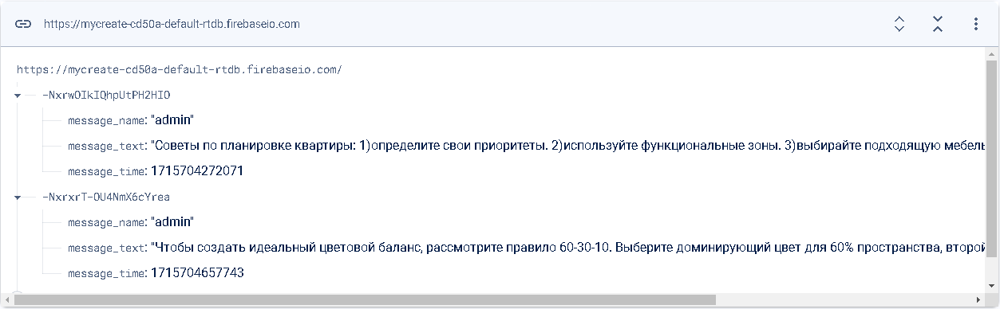 https://mycreate-cd50a-default-rtdb.firebaseio.com
https://mycreate-cd50a-default-rtdb.firebaseio.com/
-NxrwOIkIQhpUtPH2HIO
message_name: "admin"
message_text: "Советы по планировке квартиры: 1)определите свои приоритеты. 2)используйте функциональные зоны. 3)выбирайте подходящую мебель
message_time: 1715704272071
-NxrxrT-OU4NmX6cYrea
message_name: "admin"
message_text: "Чтобы создать идеальный цветовой баланс, рассмотрите правило 60-30-10. Выберите доминирующий цвет для 60% пространства, второй
message_time: 1715704657743